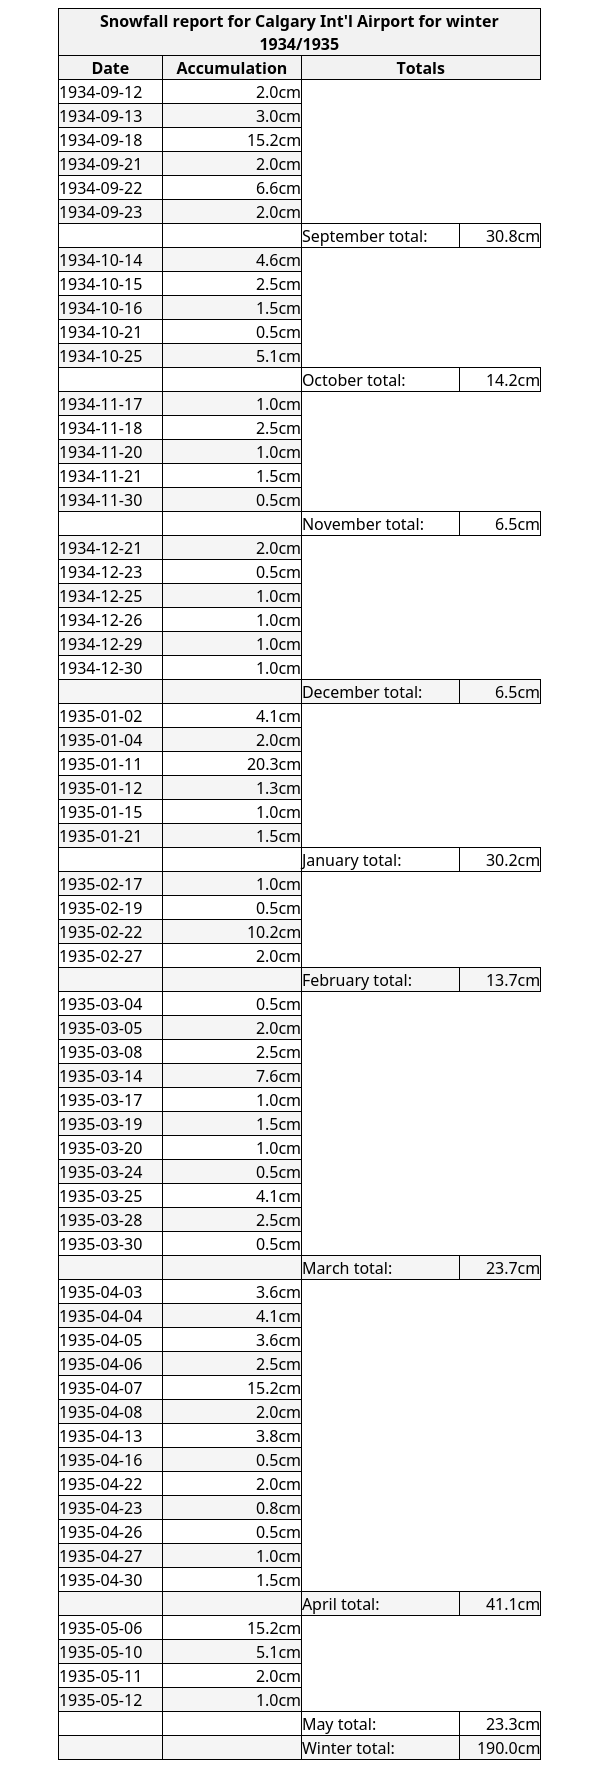 Snowfall report for Calgary Int'l Airport for winter
1934/1935
Date Accumulation Totals
1934-09-12 2.0cm
1934-09-13 3.0cm
1934-09-18 15.2cm
1934-09-21 2.0cm
1934-09-22 6.6cm
1934-09-23 2.0cm
September total: 30.8cm
1934-10-14 4.6cm
1934-10-15 2.5cm
1934-10-16 1.5cm
1934-10-21 0.5cm
1934-10-25 5.1cm
October total: 14.2cm
1934-11-17 1.0cm
1934-11-18 2.5cm
1934-11-20 1.0cm
1934-11-21 1.5cm
1934-11-30 0.5cm
November total: 6.5cm
1934-12-21 2.0cm
1934-12-23 0.5cm
1934-12-25 1.0cm
1934-12-26 1.0cm
1934-12-29 1.0cm
1934-12-30 1.0cm
December total: 6.5cm
1935-01-02 4.1cm
1935-01-04 2.0cm
1935-01-11 20.3cm
1935-01-12 1.3cm
1935-01-15 1.0cm
1935-01-21 1.5cm
January total: 30.2cm
1935-02-17 1.0cm
1935-02-19 0.5cm
1935-02-22 10.2cm
1935-02-27 2.0cm
February total: 13.7cm
1935-03-04 0.5cm
1935-03-05 2.0cm
1935-03-08 2.5cm
1935-03-14 7.6cm
1935-03-17 1.0cm
1935-03-19 1.5cm
1935-03-20 1.0cm
1935-03-24 0.5cm
1935-03-25 4.1cm
1935-03-28 2.5cm
1935-03-30 0.5cm
March total: 23.7cm
1935-04-03 3.6cm
1935-04-04 4.1cm
1935-04-05 3.6cm
1935-04-06 2.5cm
1935-04-07 15.2cm
1935-04-08 2.0cm
1935-04-13 3.8cm
1935-04-16 0.5cm
1935-04-22 2.0cm
1935-04-23 0.8cm
1935-04-26 0.5cm
1935-04-27 1.0cm
1935-04-30 1.5cm
April total: 41.1cm
1935-05-06 15.2cm
1935-05-10 5.1cm
1935-05-11 2.0cm
1935-05-12 1.0cm
May total: 23.3cm
Winter total: 190.0cm